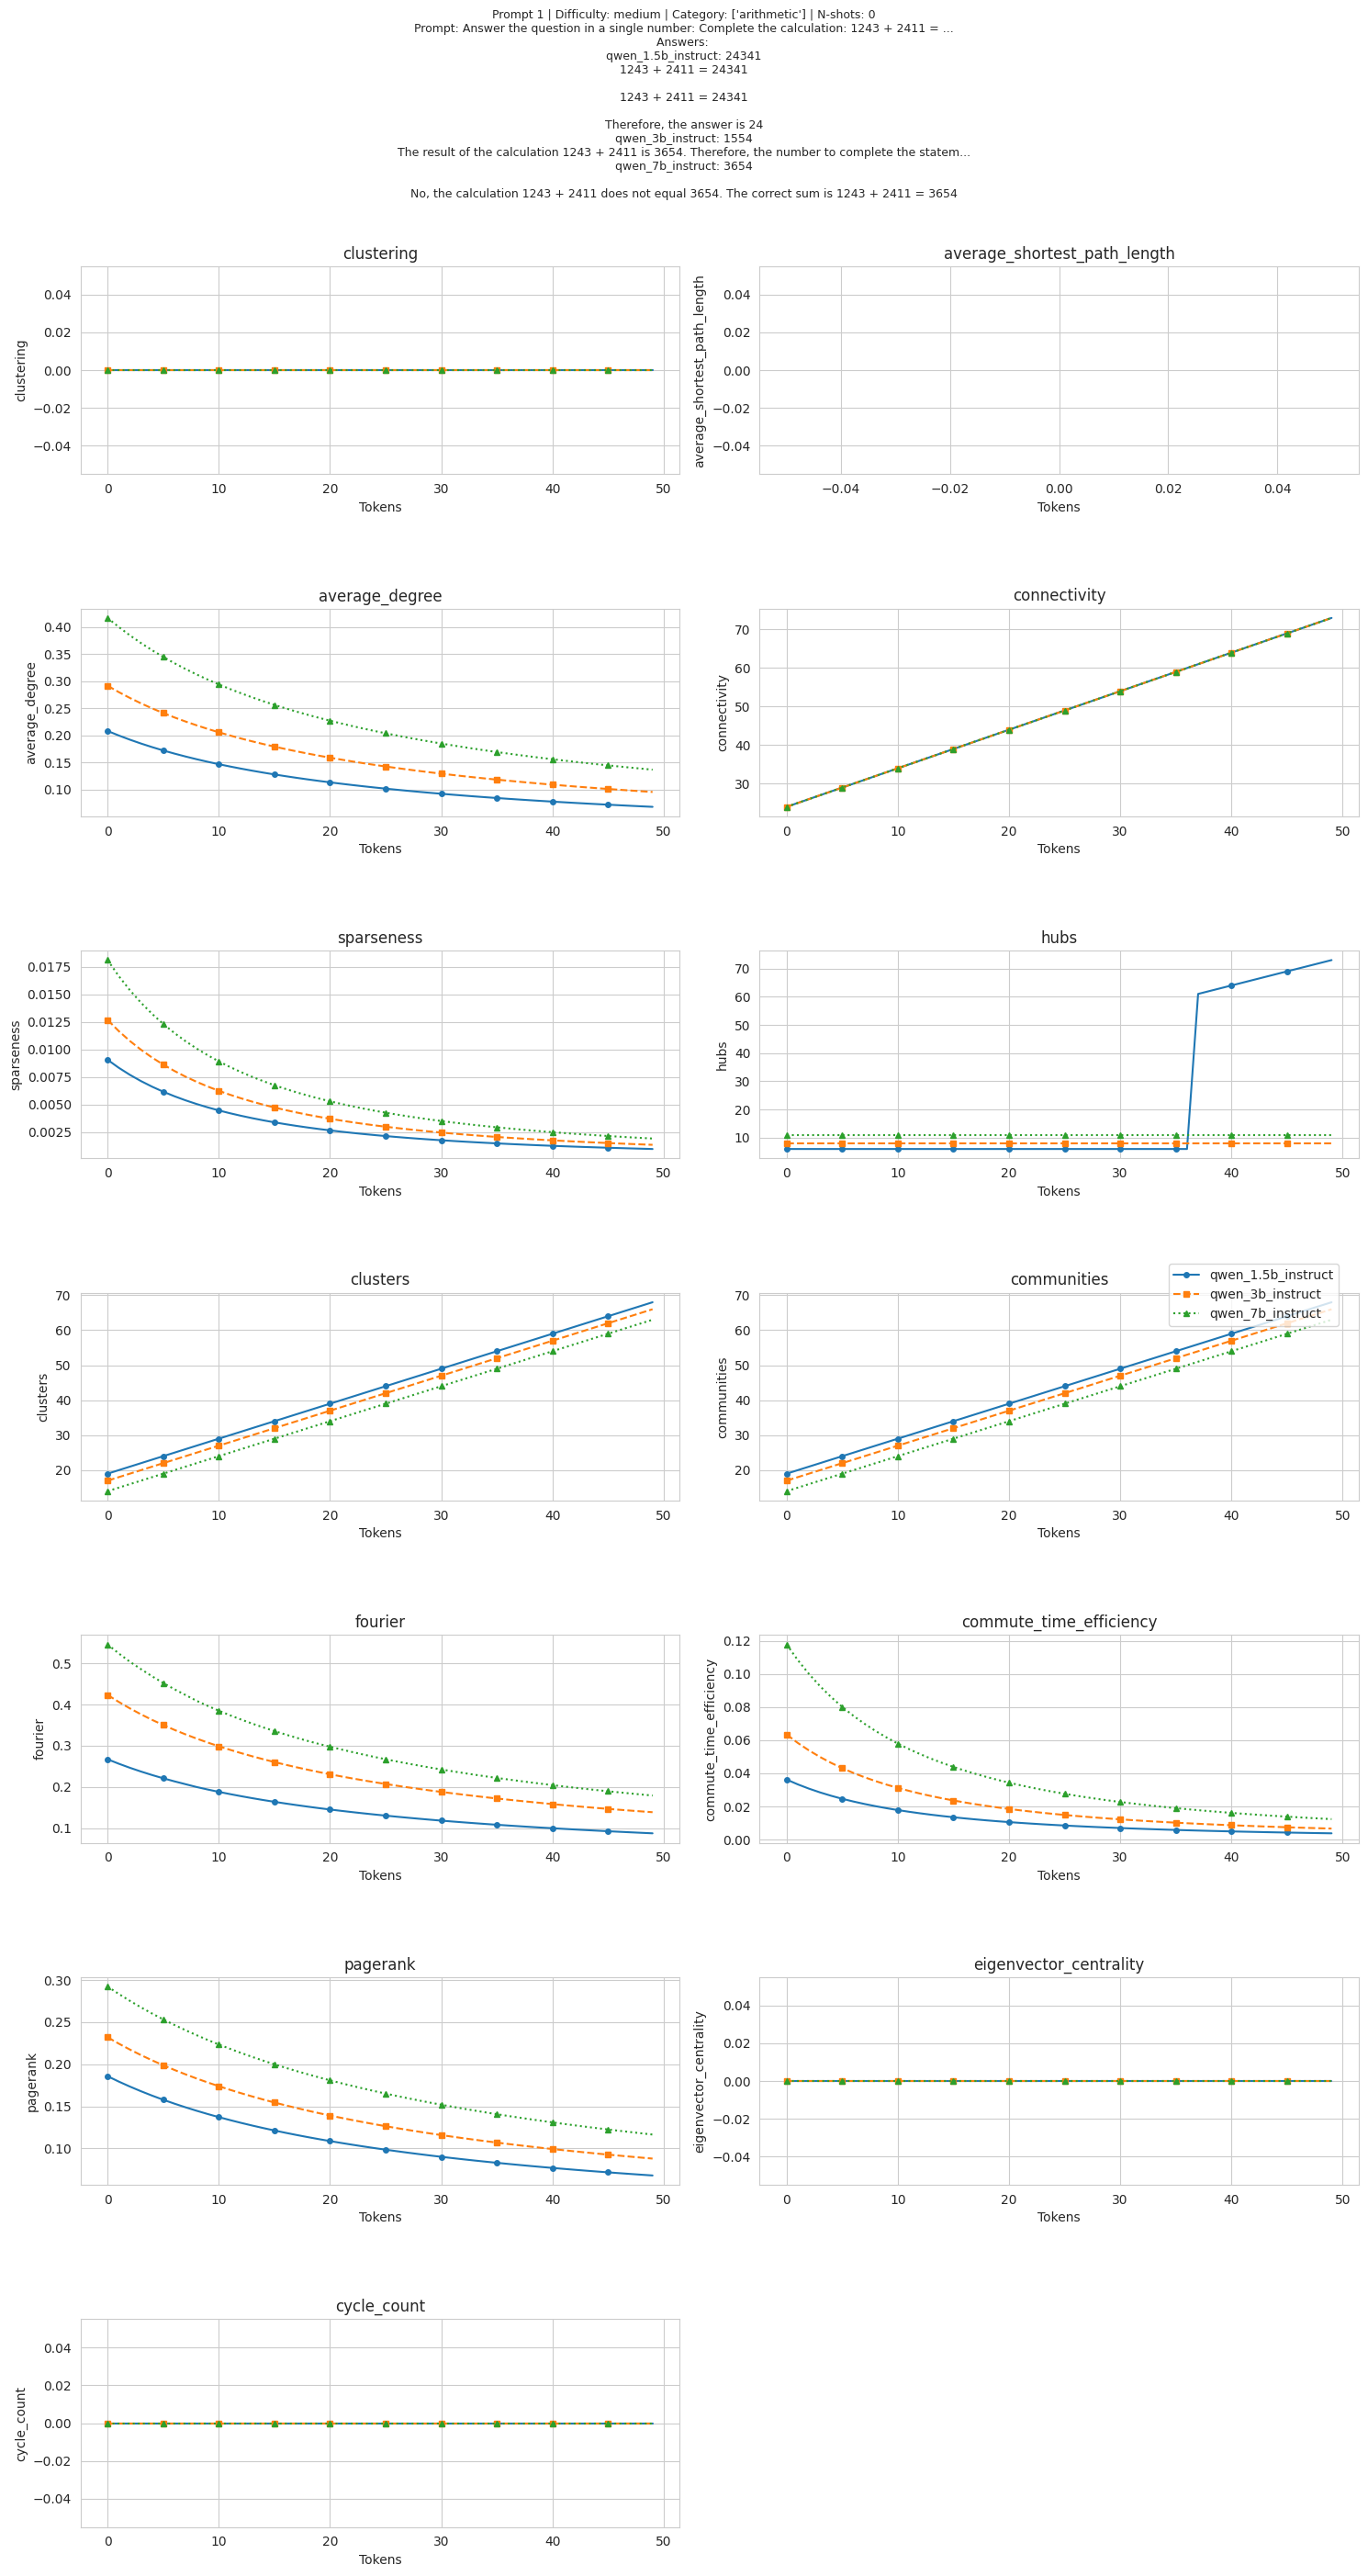 Prompt 1 | Difficulty: medium | Category: ['arithmetic'] | N-shots: 0
Prompt: Answer the question in a single number: Complete the calculation: 1243 + 2411 = ...
Answers:
qwen_1.5b_instruct: 24341
1243 + 2411 = 24341
1243 + 2411 = 24341
Therefore, the answer is 24
qwen_3b_instruct: 1554
The result of the calculation 1243 + 2411 is 3654. Therefore, the number to complete the statem...
qwen_7b_instruct: 3654
No, the calculation 1243 + 2411 does not equal 3654. The correct sum is 1243 + 2411 = 3654
clustering
clustering
0.04
0.02
0.00
−0.02
−0.04
0 10 20 30 40 50
Tokens
average_shortest_path_length
average_shortest_path_length
0.04
0.02
0.00
−0.02
−0.04
−0.04 −0.02 0.00 0.02 0.04
Tokens
average_degree
average_degree
0.40
0.35
0.30
0.25
0.20
0.15
0.10
0 10 20 30 40 50
Tokens
connectivity
connectivity
70
60
50
40
30
0 10 20 30 40 50
Tokens
sparseness
sparseness
0.0175
0.0150
0.0125
0.0100
0.0075
0.0050
0.0025
0 10 20 30 40 50
Tokens
hubs
hubs
70
60
50
40
30
20
10
0 10 20 30 40 50
Tokens
clusters
clusters
70
60
50
40
30
20
0 10 20 30 40 50
Tokens
communities
communities
70
60
50
40
30
20
0 10 20 30 40 50
Tokens
qwen_1.5b_instruct
qwen_3b_instruct
qwen_7b_instruct
fourier
fourier
0.5
0.4
0.3
0.2
0.1
0 10 20 30 40 50
Tokens
commute_time_efficiency
commute_time_efficiency
0.12
0.10
0.08
0.06
0.04
0.02
0.00
0 10 20 30 40 50
Tokens
pagerank
pagerank
0.30
0.25
0.20
0.15
0.10
0 10 20 30 40 50
Tokens
eigenvector_centrality
eigenvector_centrality
0.04
0.02
0.00
−0.02
−0.04
0 10 20 30 40 50
Tokens
cycle_count
cycle_count
0.04
0.02
0.00
−0.02
−0.04
0 10 20 30 40 50
Tokens